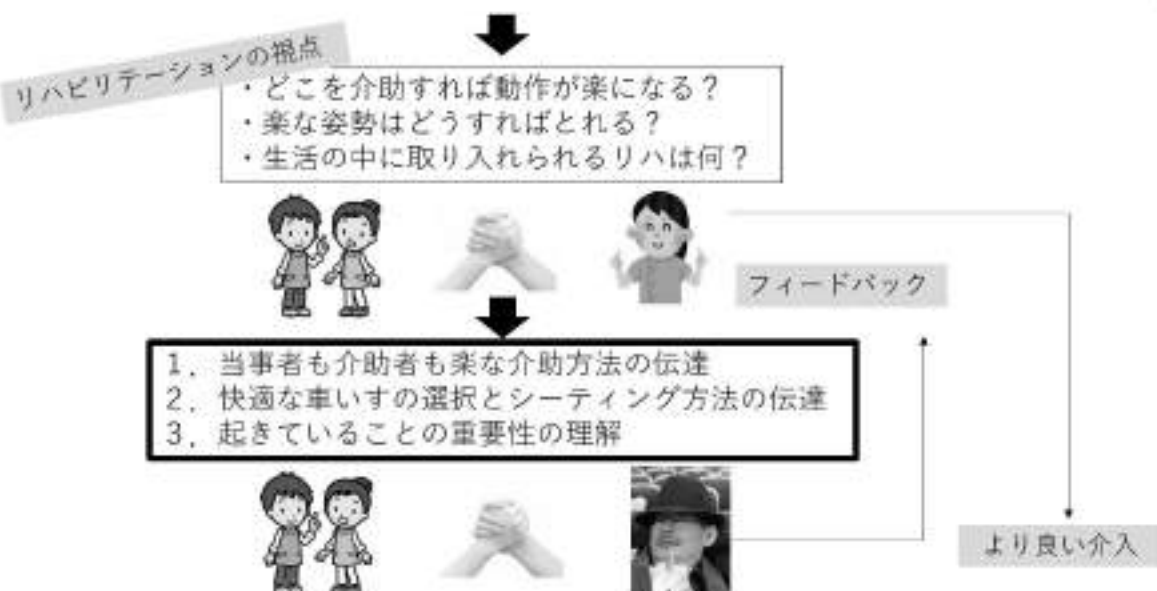 リハビリテーションの視点
・どこを介助すれば動作が楽になる？
・楽な姿勢はどうすればとれる？
・生活の中に取り入れられるリハは何？
フィードバック
1．当事者も介助者も楽な介助方法の伝達
2．快適な車いすの選択とシーティング方法の伝達
3．起きていることの重要性の理解
より良い介入